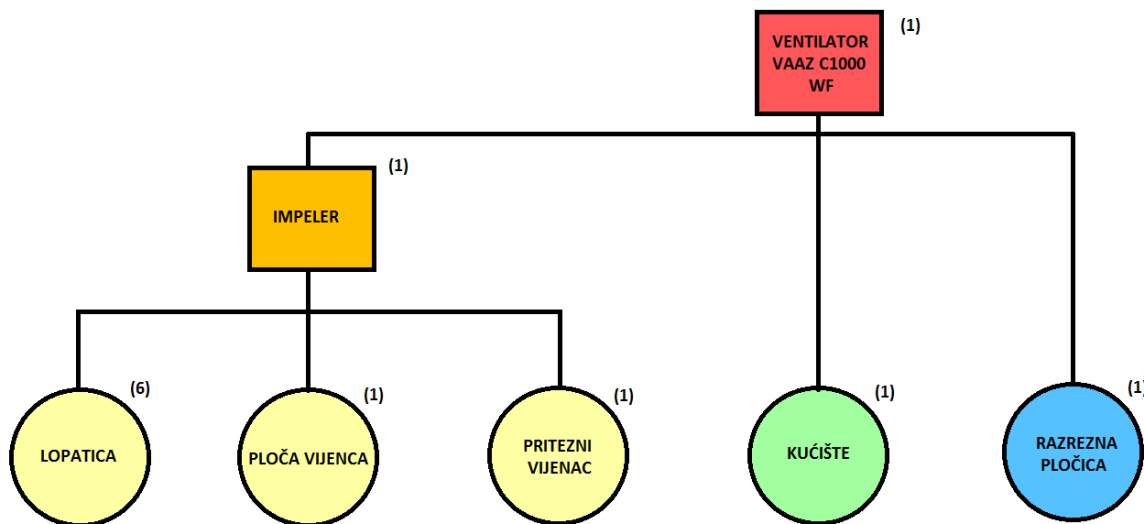 VENTILATOR
VAAZ C1000
WF
(1)
IMPELER
(1)
LOPATICA
(6)
PLOČA VIJENCA
(1)
PRITEZNI
VIJENAC
(1)
KUĆIŠTE
(1)
RAZREZNA
PLOČICA
(1)